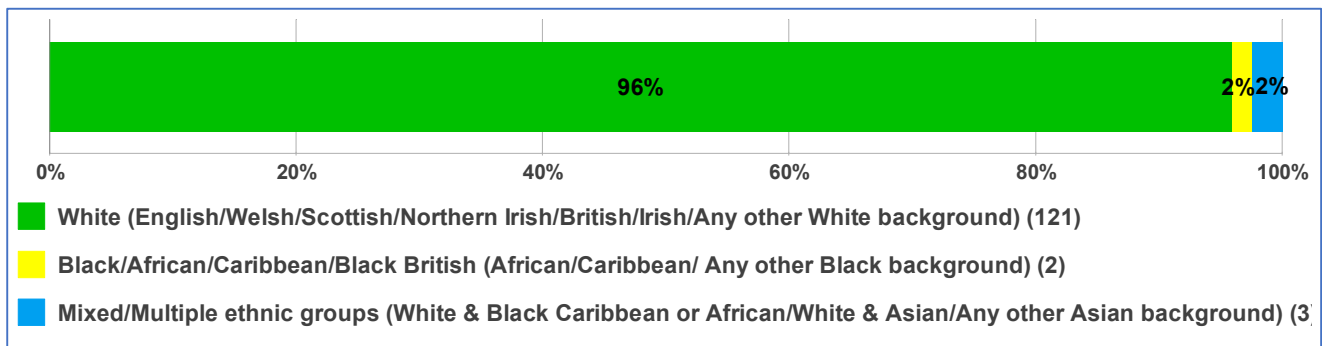 96% 2% 2%
0% 20% 40% 60% 80% 100%
White (English/Welsh/Scottish/Northern Irish/British/Irish/Any other White background) (121)
Black/African/Caribbean/Black British (African/Caribbean/ Any other Black background) (2)
Mixed/Multiple ethnic groups (White & Black Caribbean or African/White & Asian/Any other Asian background) (3)